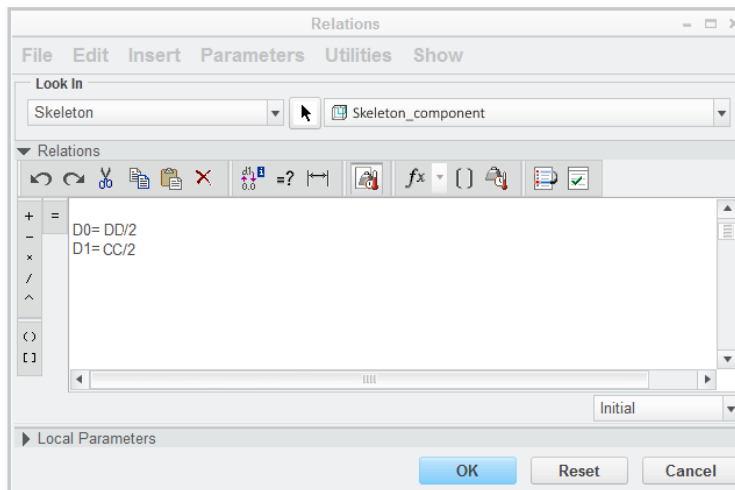 Relations
File Edit Insert Parameters Utilities Show
Look In
Skeleton Skeleton_component
Relations
=? fx
D0= DD/2
D1= CC/2
Initial
Local Parameters
OK Reset Cancel